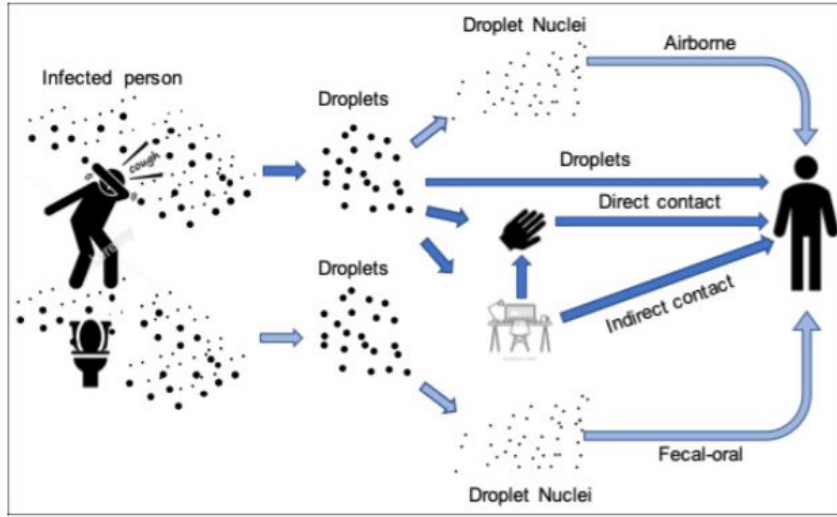 Droplet Nuclei
Airborne
Infected person
Droplets
cough
Droplets
Direct contact
Droplets
Indirect contact
Fecal-oral
Droplet Nuclei